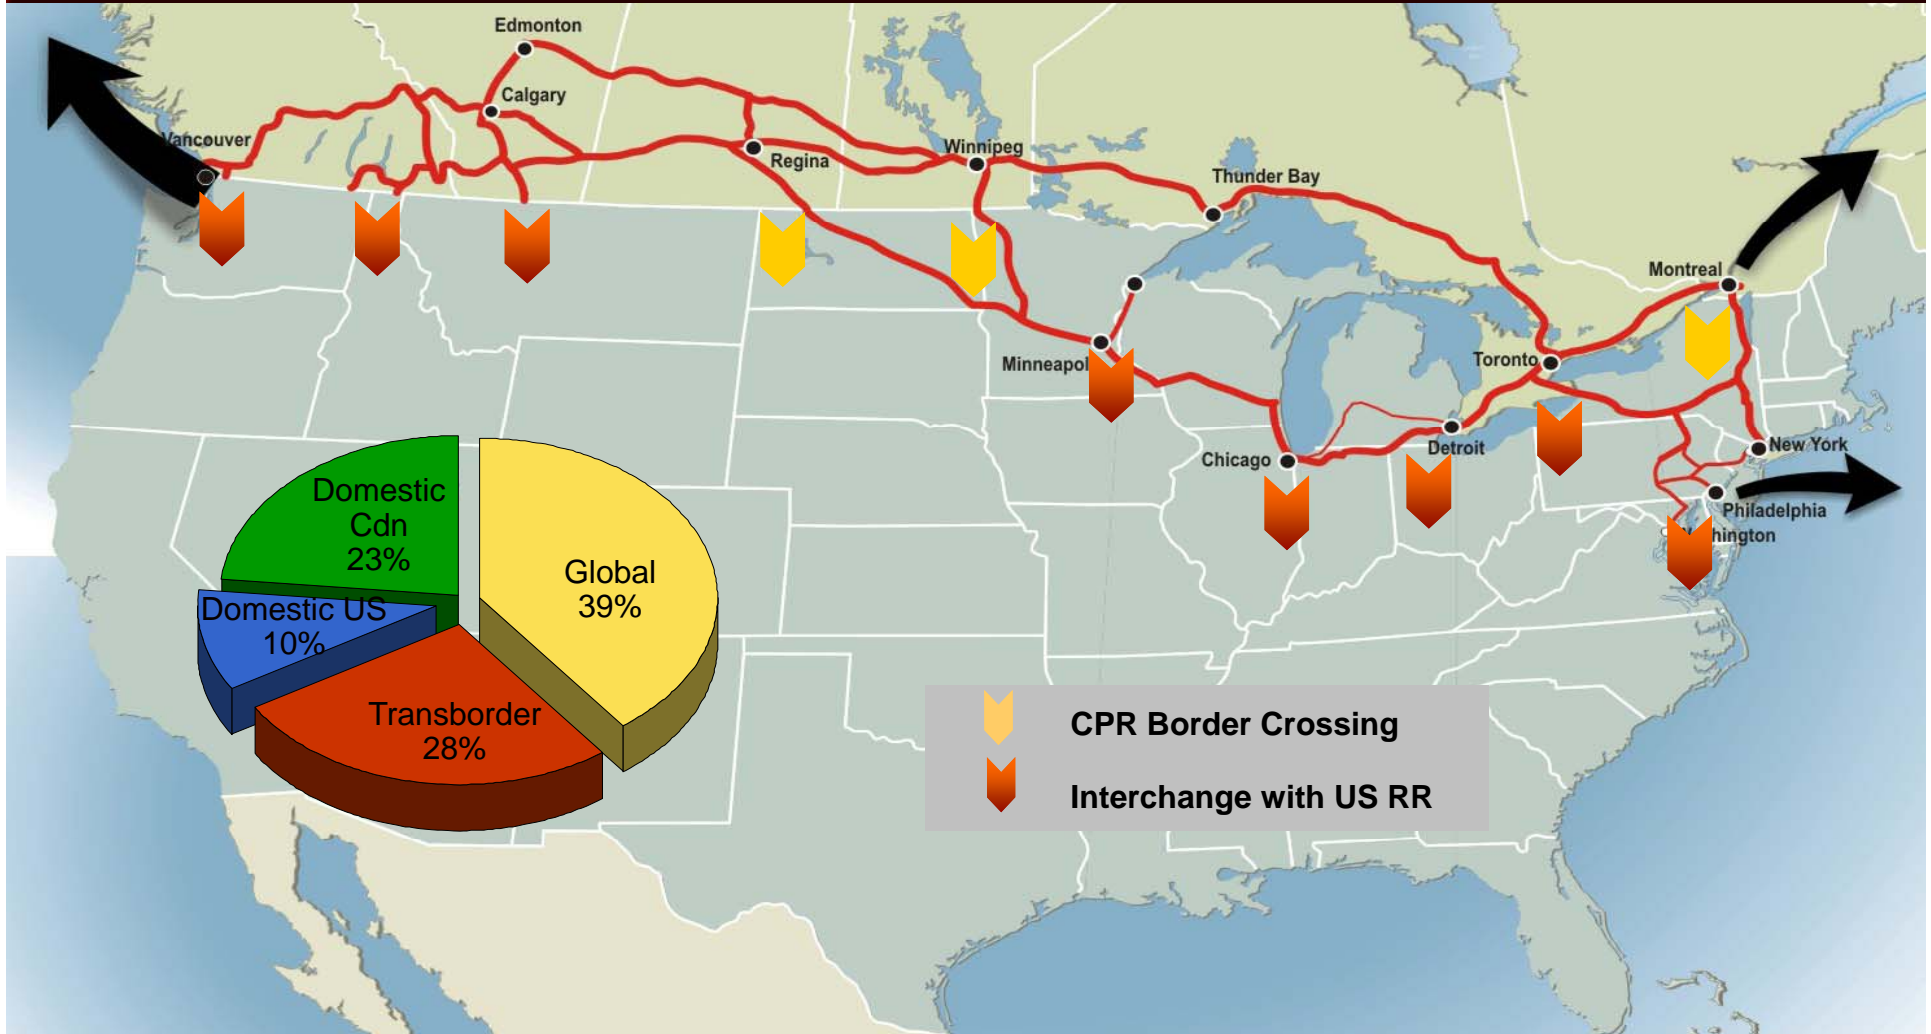 Edmonton
Calgary
Vancouver
Regina
Winnipeg
Thunder Bay
Montreal
Toronto
Minneapol
Detroit
Chicago
New York
Philadelphia
hington
Domestic
Cdn
23%
Global
39%
Domestic US
10%
Transborder
28%
CPR Border Crossing
Interchange with US RR